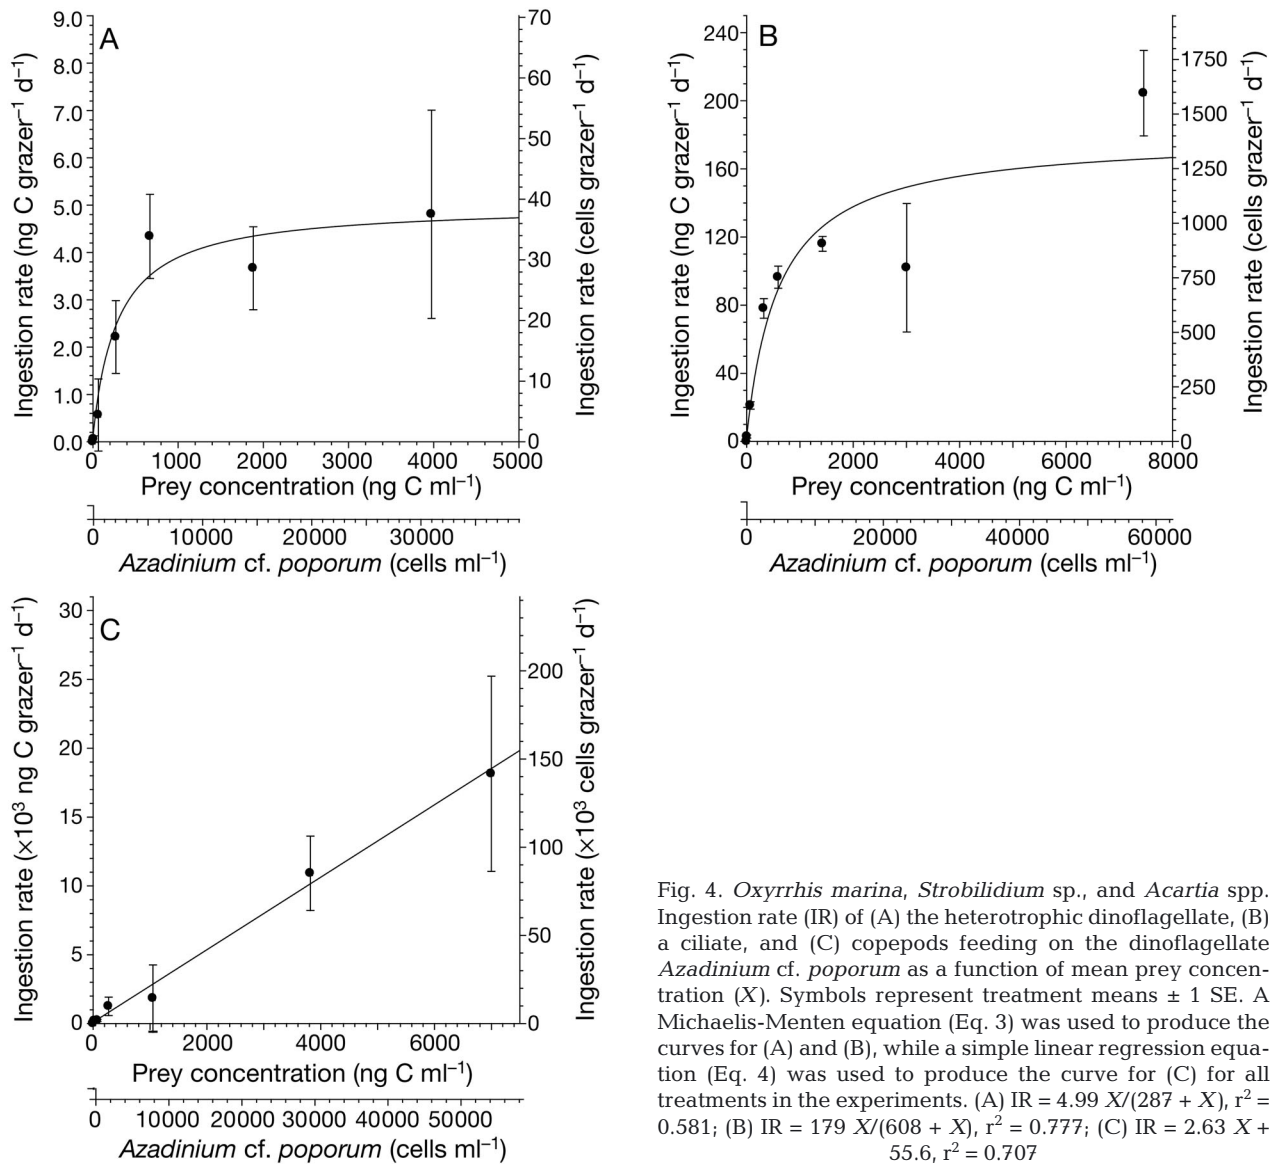 A
Ingestion rate (ng C grazer⁻¹ d⁻¹)
9.0
8.0
7.0
6.0
5.0
4.0
3.0
2.0
1.0
0.0
70
60
50
40
30
20
10
0
Ingestion rate (cells grazer⁻¹ d⁻¹)
0 1000 2000 3000 4000 5000
Prey concentration (ng C ml⁻¹)
0 10000 20000 30000
Azadinium cf. poporum (cells ml⁻¹)
B
Ingestion rate (ng C grazer⁻¹ d⁻¹)
240
200
160
120
80
40
0
1750
1500
1250
1000
750
500
250
0
Ingestion rate (cells grazer⁻¹ d⁻¹)
0 2000 4000 6000 8000
Prey concentration (ng C ml⁻¹)
0 20000 40000 60000
Azadinium cf. poporum (cells ml⁻¹)
C
Ingestion rate (×10³ ng C grazer⁻¹ d⁻¹)
30
25
20
15
10
5
0
200
150
100
50
0
Ingestion rate (×10³ cells grazer⁻¹ d⁻¹)
0 2000 4000 6000
Prey concentration (ng C ml⁻¹)
0 10000 20000 30000 40000 50000
Azadinium cf. poporum (cells ml⁻¹)
Fig. 4. Oxyrrhis marina, Strobilidium sp., and Acartia spp.
Ingestion rate (IR) of (A) the heterotrophic dinoflagellate, (B)
a ciliate, and (C) copepods feeding on the dinoflagellate
Azadinium cf. poporum as a function of mean prey concen-
tration (X). Symbols represent treatment means ± 1 SE. A
Michaelis-Menten equation (Eq. 3) was used to produce the
curves for (A) and (B), while a simple linear regression equa-
tion (Eq. 4) was used to produce the curve for (C) for all
treatments in the experiments. (A) IR = 4.99 X/(287 + X), r² =
0.581; (B) IR = 179 X/(608 + X), r² = 0.777; (C) IR = 2.63 X +
55.6, r² = 0.707